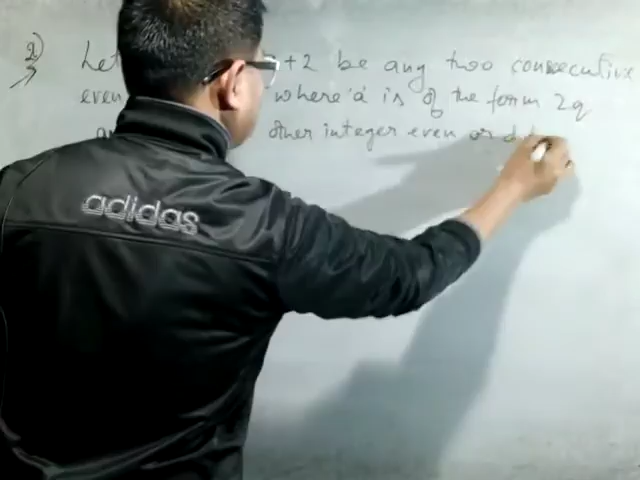 2) Let +2 be any two consecutive
even where 'a' is of the form 2q
other integer even or
adidas